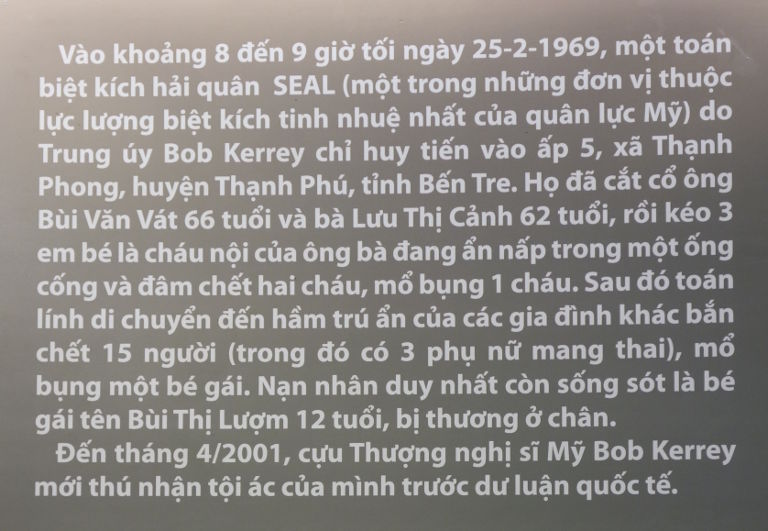 Vào khoảng 8 đến 9 giờ tối ngày 25-2-1969, một toán
biệt kích hải quân SEAL (một trong những đơn vị thuộc
lực lượng biệt kích tinh nhuệ nhất của quân lực Mỹ) do
Trung úy Bob Kerrey chỉ huy tiến vào ấp 5, xã Thạnh
Phong, huyện Thạnh Phú, tỉnh Bến Tre. Họ đã cắt cổ ông
Bùi Văn Vát 66 tuổi và bà Lưu Thị Cảnh 62 tuổi, rồi kéo 3
em bé là cháu nội của ông bà đang ẩn nấp trong một ống
cống và đâm chết hai cháu, mổ bụng 1 cháu. Sau đó toán
lính di chuyển đến hầm trú ẩn của các gia đình khác bắn
chết 15 người (trong đó có 3 phụ nữ mang thai), mổ
bụng một bé gái. Nạn nhân duy nhất còn sống sót là bé
gái tên Bùi Thị Lượm 12 tuổi, bị thương ở chân.
Đến tháng 4/2001, cựu Thượng nghị sĩ Mỹ Bob Kerrey
mới thú nhận tội ác của mình trước dư luận quốc tế.